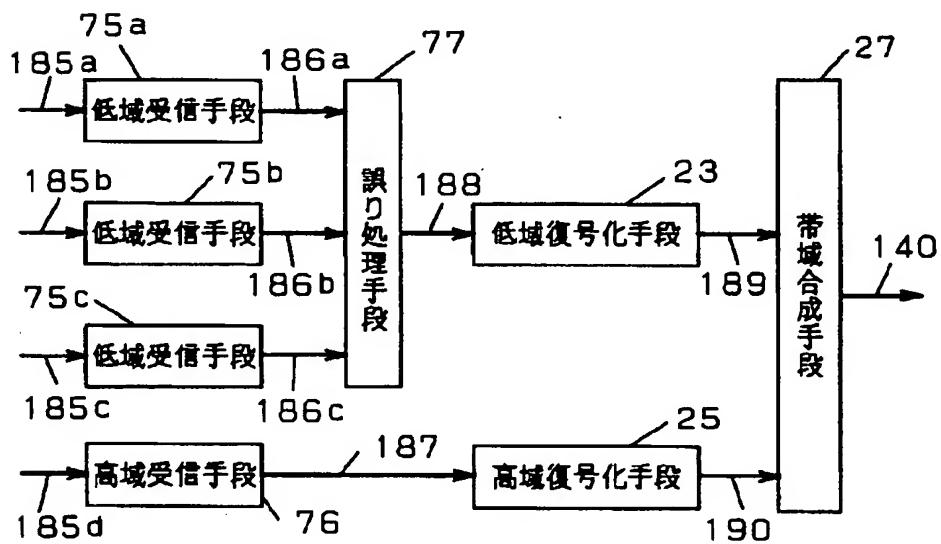 75a
185a
186a
低域受信手段
77
27
75b
185b
186b
低域受信手段
誤り処理手段
188
23
低域復号化手段
189
帯域合成手段
140
75c
185c
186c
低域受信手段
185d
高域受信手段
76
187
25
高域復号化手段
190